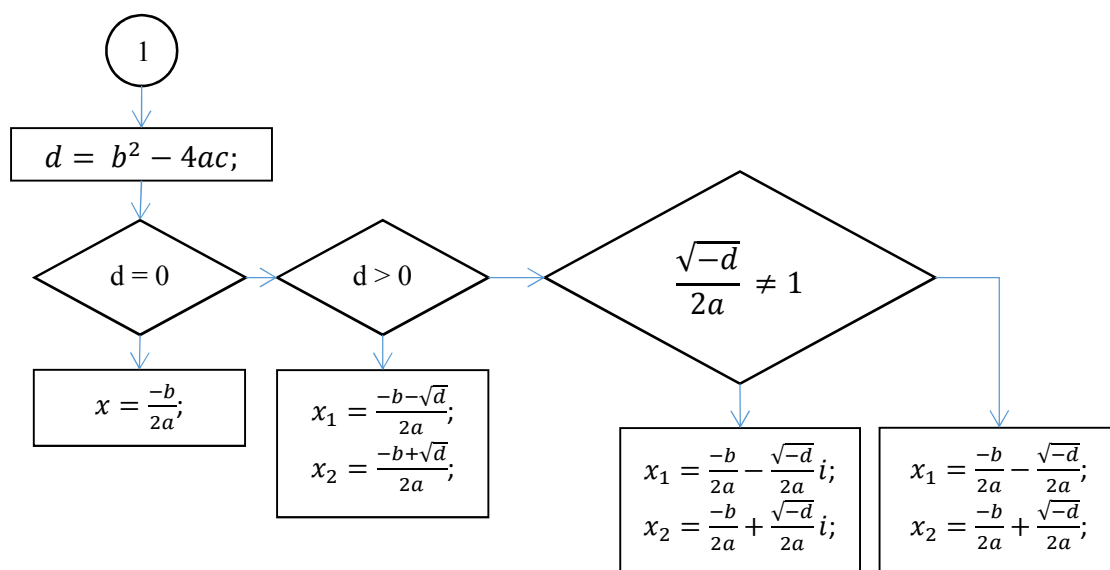 1
d = b² − 4ac;
d = 0
d > 0
√(−d)/2a ≠ 1
x = −b/2a;
x₁ = (−b−√d)/2a;
x₂ = (−b+√d)/2a;
x₁ = −b/2a − √(−d)/2a i;
x₂ = −b/2a + √(−d)/2a i;
x₁ = −b/2a − √(−d)/2a;
x₂ = −b/2a + √(−d)/2a;